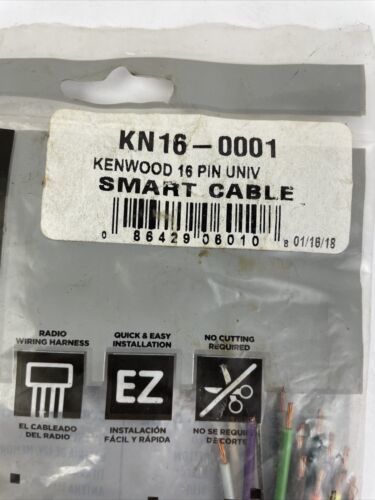 KN16-0001
KENWOOD 16 PIN UNIV
SMART CABLE
0 86429 06010 8 01/16/18
RADIO
WIRING HARNESS
EL CABLEADO
DEL RADIO
QUICK & EASY
INSTALLATION
EZ
INSTALACIÓN
FÁCIL Y RÁPIDA
NO CUTTING
REQUIRED
NO SE REQUIERE
DE CORTE